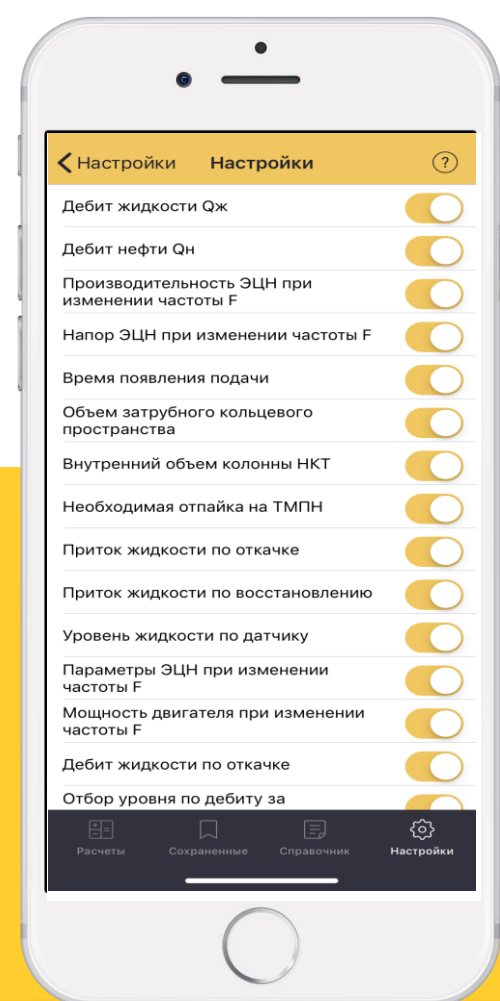 Настройки Настройки ?
Дебит жидкости Qж
Дебит нефти Qн
Производительность ЭЦН при
изменении частоты F
Напор ЭЦН при изменении частоты F
Время появления подачи
Объем затрубного кольцевого
пространства
Внутренний объем колонны НКТ
Необходимая отпайка на ТМПН
Приток жидкости по откачке
Приток жидкости по восстановлению
Уровень жидкости по датчику
Параметры ЭЦН при изменении
частоты F
Мощность двигателя при изменении
частоты F
Дебит жидкости по откачке
Отбор уровня по дебиту за
Расчеты Сохраненные Справочник Настройки